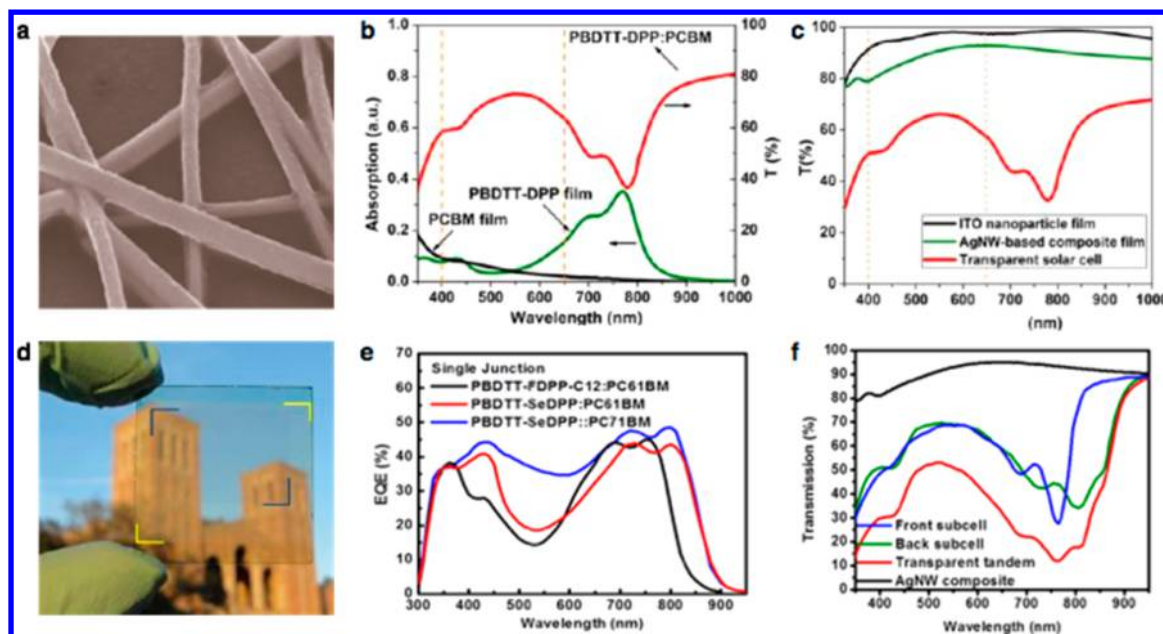 a
b
1.0
0.8
0.6
0.4
0.2
0.0
Absorption (a.u.)
PBDTT-DPP:PCBM
PBDTT-DPP film
PCBM film
100
80
60
40
20
0
T (%)
400 500 600 700 800 900 1000
Wavelength (nm)
c
100
80
60
40
20
0
T(%)
ITO nanoparticle film
AgNW-based composite film
Transparent solar cell
400 500 600 700 800 900 1000
(nm)
d
e
70
60
50
40
30
20
10
0
EQE (%)
Single Junction
PBDTT-FDPP-C12:PC61BM
PBDTT-SeDPP:PC61BM
PBDTT-SeDPP::PC71BM
300 400 500 600 700 800 900
Wavelength (nm)
f
100
90
80
70
60
50
40
30
20
10
0
Transmission (%)
Front subcell
Back subcell
Transparent tandem
AgNW composite
400 500 600 700 800 900
Wavelength (nm)